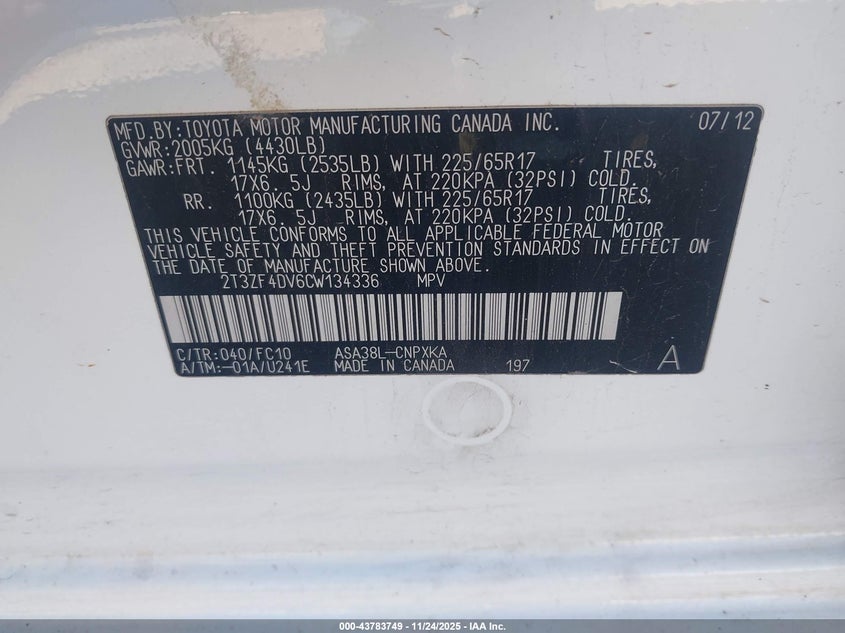 MFD.BY:TOYOTA MOTOR MANUFACTURING CANADA INC. 07/12
GVWR:2005KG (4430LB)
GAWR:FRT. 1145KG (2535LB) WITH 225/65R17 TIRES,
17X6. 5J RIMS, AT 220KPA (32PSI) COLD.
RR. 1100KG (2435LB) WITH 225/65R17 TIRES,
17X6. 5J RIMS, AT 220KPA (32PSI) COLD.
THIS VEHICLE CONFORMS TO ALL APPLICABLE FEDERAL MOTOR
VEHICLE SAFETY AND THEFT PREVENTION STANDARDS IN EFFECT ON
THE DATE OF MANUFACTURE SHOWN ABOVE.
2T3ZF4DV6CW134336 MPV
C/TR:040/FC10 ASA38L-CNPXKA
A/TM:-01A/U241E MADE IN CANADA 197 A
000-43783749 - 11/24/2025 - IAA Inc.